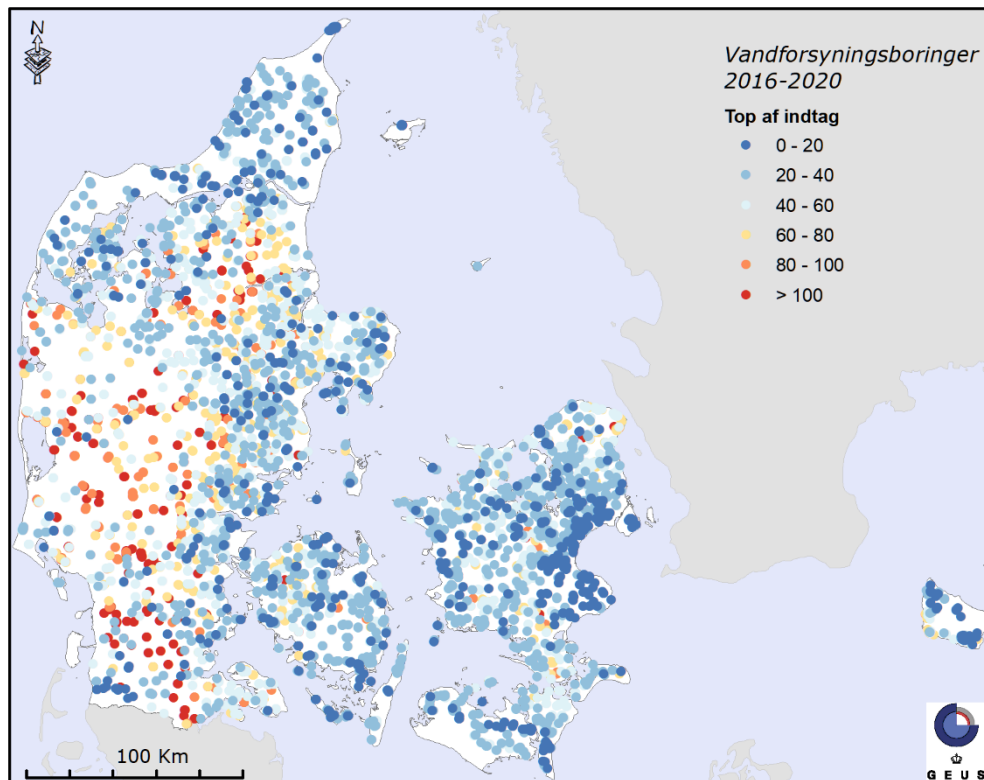 N
Vandforsyningsboringer
2016-2020
Top af indtag
0 - 20
20 - 40
40 - 60
60 - 80
80 - 100
> 100
100 Km
G E U S